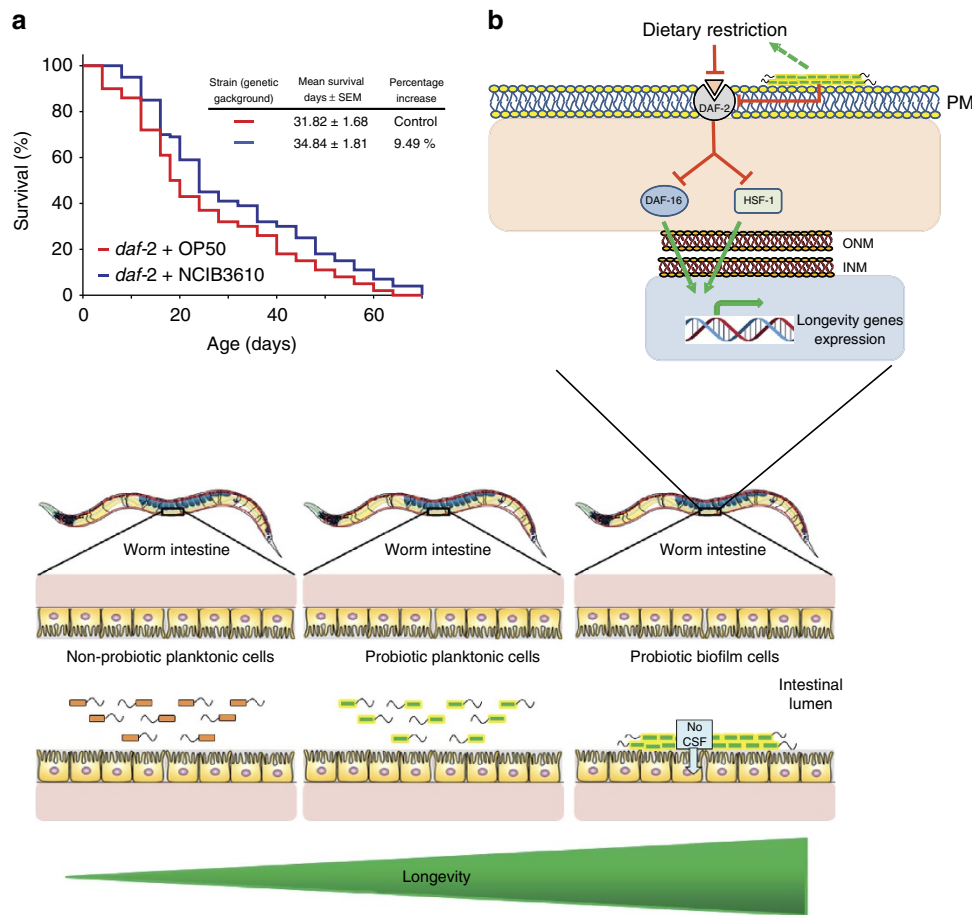 a
100
80
60
40
20
0
Survival (%)
0
20
40
60
Age (days)
Strain (genetic gackground)
Mean survival days ± SEM
Percentage increase
31.82 ± 1.68
Control
34.84 ± 1.81
9.49 %
daf-2 + OP50
daf-2 + NCIB3610
b
Dietary restriction
DAF-2
PM
DAF-16
HSF-1
ONM
INM
Longevity genes
expression
Worm intestine
Worm intestine
Worm intestine
Non-probiotic planktonic cells
Probiotic planktonic cells
Probiotic biofilm cells
Intestinal
lumen
No
CSF
Longevity